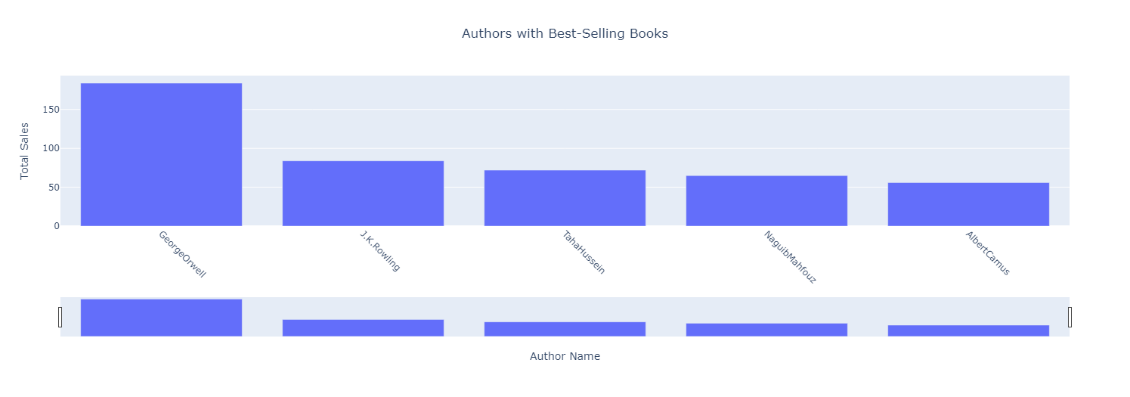 Authors with Best-Selling Books
Total Sales
150
100
50
0
GeorgeOrwell
J.K.Rowling
TahaHussein
NaguibMahfouz
AlbertCamus
Author Name